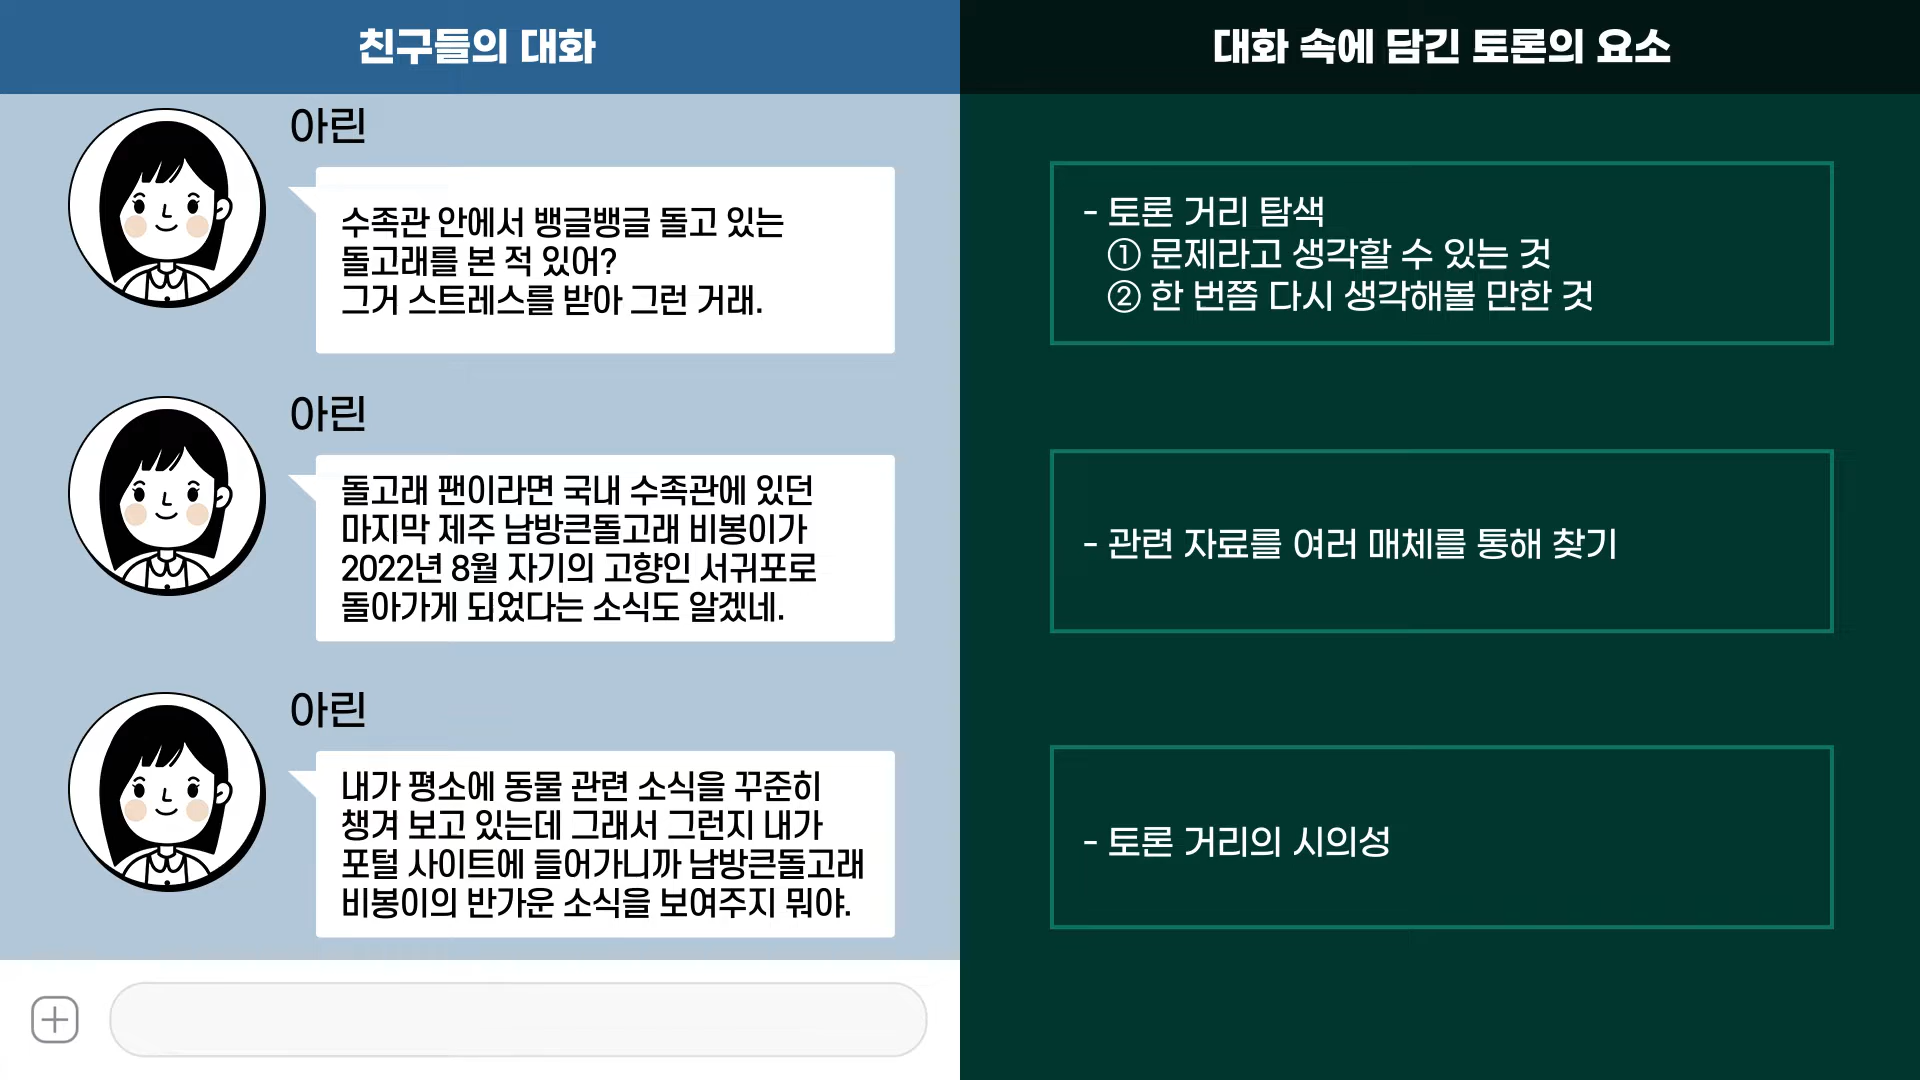 친구들의 대화
대화 속에 담긴 토론의 요소
아린
수족관 안에서 뱅글뱅글 돌고 있는
돌고래를 본 적 있어?
그거 스트레스를 받아 그런 거래.
- 토론 거리 탐색
① 문제라고 생각할 수 있는 것
② 한 번쯤 다시 생각해볼 만한 것
아린
돌고래 팬이라면 국내 수족관에 있던
마지막 제주 남방큰돌고래 비봉이가
2022년 8월 자기의 고향인 서귀포로
돌아가게 되었다는 소식도 알겠네.
- 관련 자료를 여러 매체를 통해 찾기
아린
내가 평소에 동물 관련 소식을 꾸준히
챙겨 보고 있는데 그래서 그런지 내가
포털 사이트에 들어가니까 남방큰돌고래
비봉이의 반가운 소식을 보여주지 뭐야.
- 토론 거리의 시의성